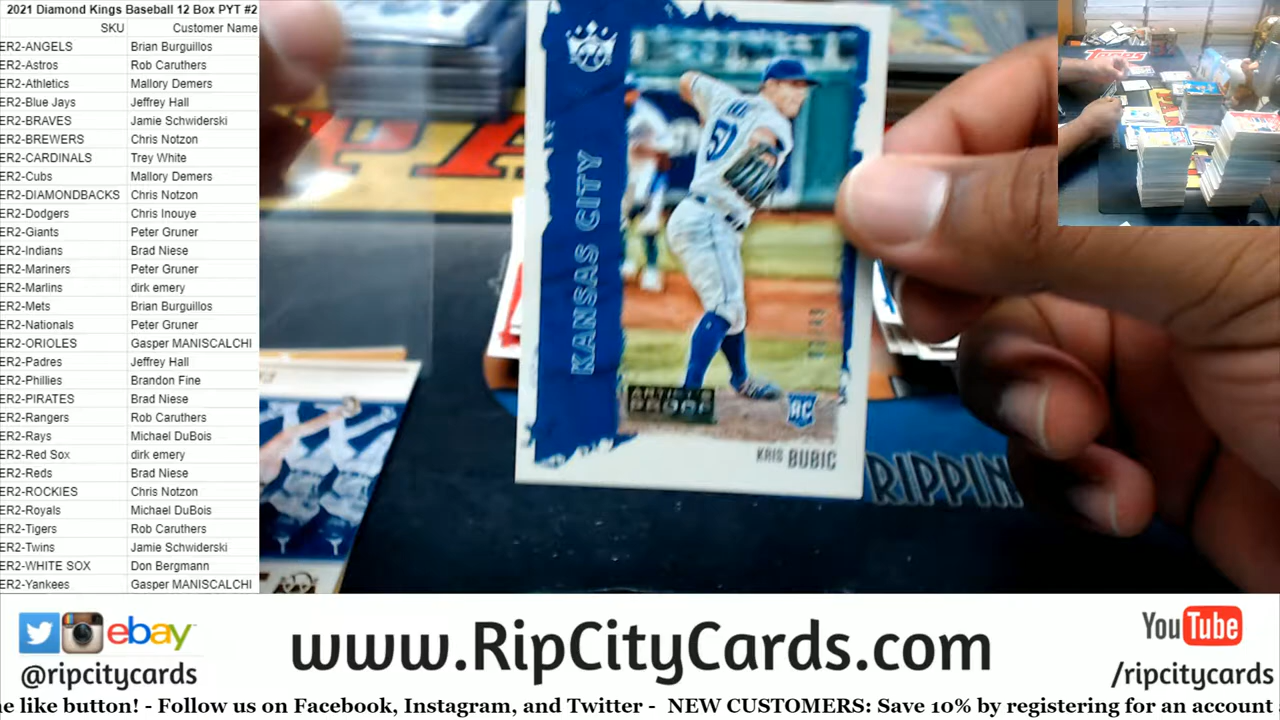 2021 Diamond Kings Baseball 12 Box PYT #2
SKU Customer Name
ER2-ANGELS Brian Burguillos
ER2-Astros Rob Caruthers
ER2-Athletics Mallory Demers
ER2-Blue Jays Jeffrey Hall
ER2-BRAVES Jamie Schwiderski
ER2-BREWERS Chris Notzon
ER2-CARDINALS Trey White
ER2-Cubs Mallory Demers
ER2-DIAMONDBACKS Chris Notzon
ER2-Dodgers Chris Inouye
ER2-Giants Peter Gruner
ER2-Indians Brad Niese
ER2-Mariners Peter Gruner
ER2-Marlins dirk emery
ER2-Mets Brian Burguillos
ER2-Nationals Peter Gruner
ER2-ORIOLES Gasper MANISCALCHI
ER2-Padres Jeffrey Hall
ER2-Phillies Brandon Fine
ER2-PIRATES Brad Niese
ER2-Rangers Rob Caruthers
ER2-Rays Michael DuBois
ER2-Red Sox dirk emery
ER2-Reds Brad Niese
ER2-ROCKIES Chris Notzon
ER2-Royals Michael DuBois
ER2-Tigers Rob Caruthers
ER2-Twins Jamie Schwiderski
ER2-WHITE SOX Don Bergmann
ER2-Yankees Gasper MANISCALCHI
KANSAS CITY
ARTIST'S
PROOF
RC
KRIS BUBIC
RIPPIN
Topps
ebay
@ripcitycards
www.RipCityCards.com
YouTube
/ripcitycards
e like button! - Follow us on Facebook, Instagram, and Twitter - NEW CUSTOMERS: Save 10% by registering for an account